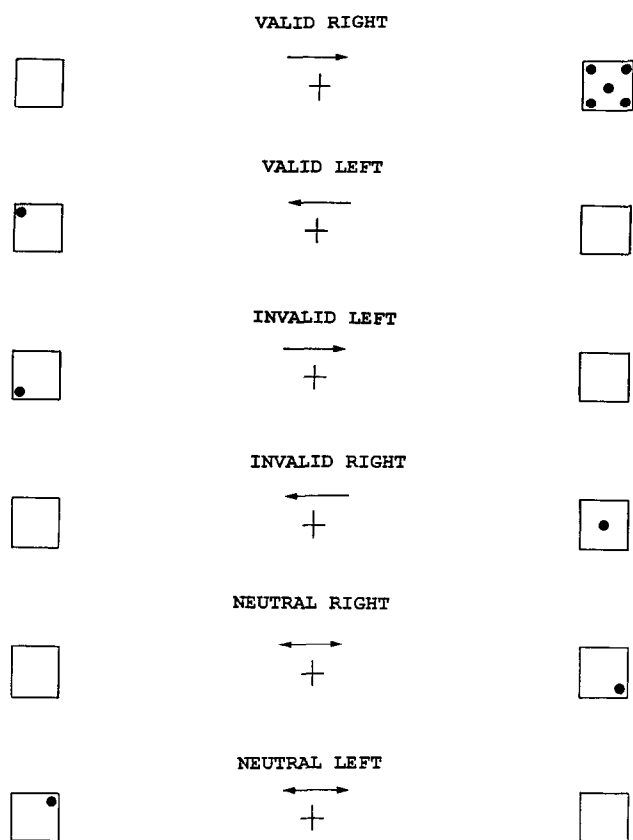 VALID RIGHT
VALID LEFT
INVALID LEFT
INVALID RIGHT
NEUTRAL RIGHT
NEUTRAL LEFT